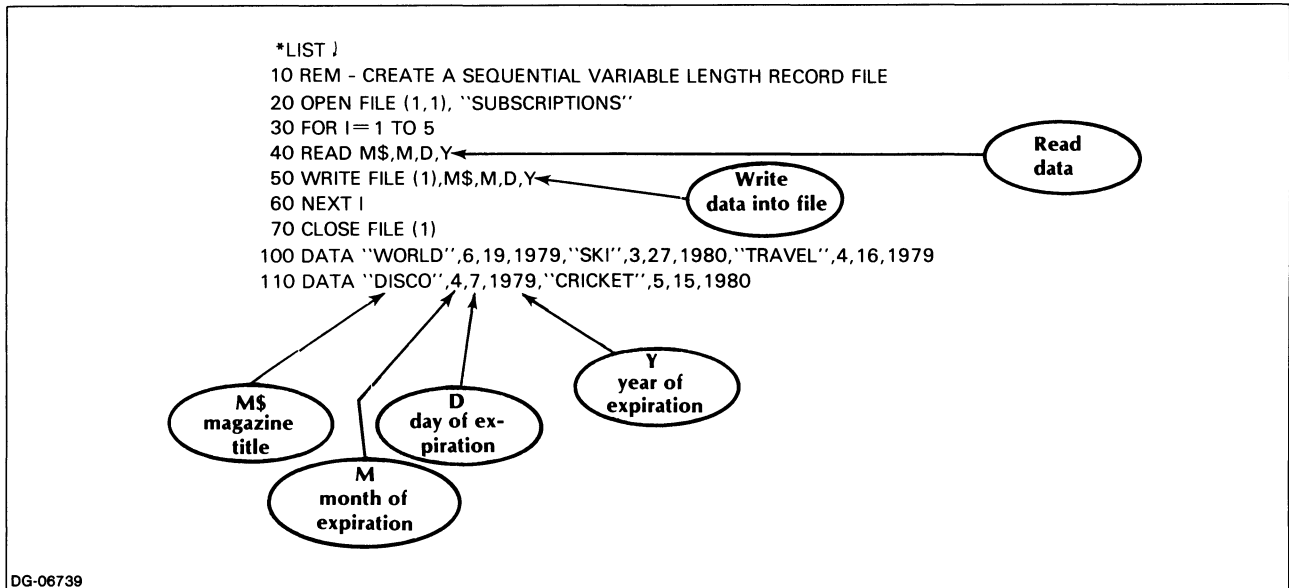 *LIST ⤸
10 REM - CREATE A SEQUENTIAL VARIABLE LENGTH RECORD FILE
20 OPEN FILE (1,1), ``SUBSCRIPTIONS''
30 FOR I= 1 TO 5
40 READ M$,M,D,Y
50 WRITE FILE (1),M$,M,D,Y
60 NEXT I
70 CLOSE FILE (1)
100 DATA ``WORLD'',6,19,1979,``SKI'',3,27,1980,``TRAVEL'',4,16,1979
110 DATA ``DISCO'',4,7,1979,``CRICKET'',5,15,1980
Read
data
Write
data into file
M$
magazine
title
M
month of
expiration
D
day of ex-
piration
Y
year of
expiration
DG-06739